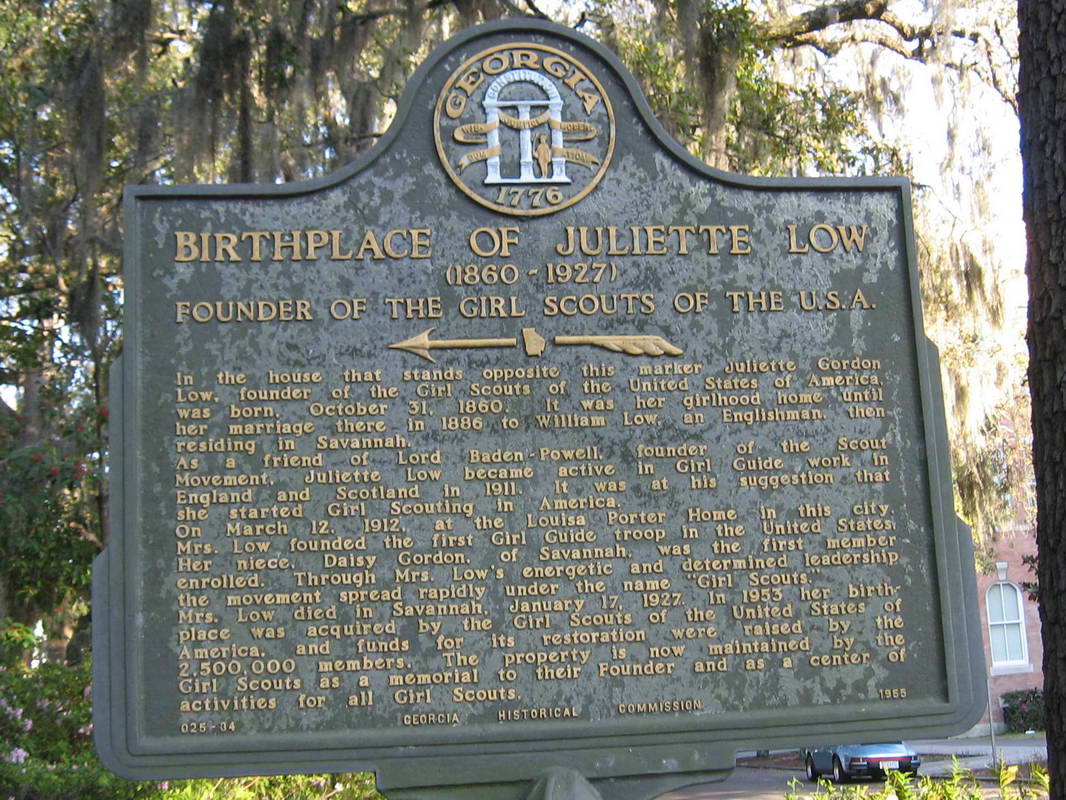 GEORGIA
CONSTITUTION
WISDOM JUSTICE MODERATION
1776
BIRTHPLACE OF JULIETTE LOW
(1860 - 1927)
FOUNDER OF THE GIRL SCOUTS OF THE U.S.A.
In the house that stands opposite this marker Juliette Gordon
Low, founder of the Girl Scouts of the United States of America,
was born, October 31, 1860. It was her girlhood home until
her marriage there in 1886 to William Low, an Englishman, then
residing in Savannah.
As a friend of Lord Baden-Powell, founder of the Scout
Movement, Juliette Low became active in Girl Guide work in
England and Scotland in 1911. It was at his suggestion that
she started Girl Scouting in America.
On March 12, 1912, at the Louisa Porter Home in this city,
Mrs. Low founded the first Girl Guide troop in the United States.
Her niece, Daisy Gordon, of Savannah, was the first member
enrolled. Through Mrs. Low's energetic and determined leadership
the movement spread rapidly under the name "Girl Scouts."
Mrs. Low died in Savannah, January 17, 1927. In 1953 her birth-
place was acquired by the Girl Scouts of the United States of
America, and funds for its restoration were raised by the
2,500,000 members. The property is now maintained by the
Girl Scouts as a memorial to their Founder and as a center of
activities for all Girl Scouts.
025-34 GEORGIA HISTORICAL COMMISSION 1955